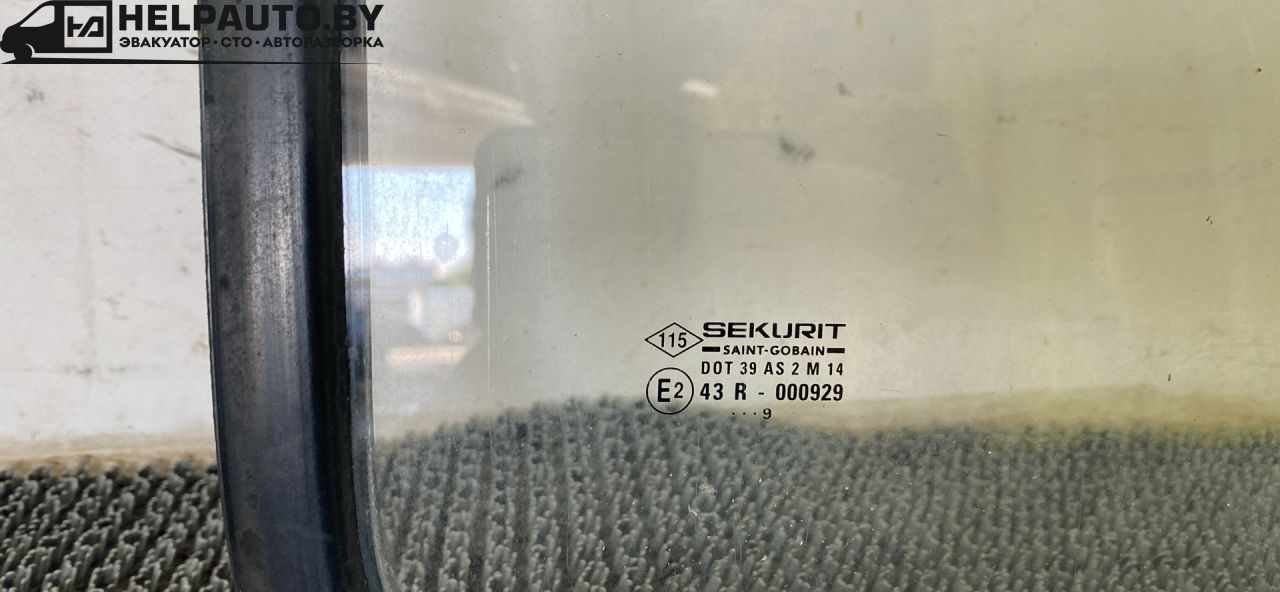 HELPAUTO.BY
ЭВАКУАТОР · СТО · АВТОРАЗБОРКА
115
SEKURIT
SAINT-GOBAIN
DOT 39 AS 2 M 14
E2 43 R - 000929
...9